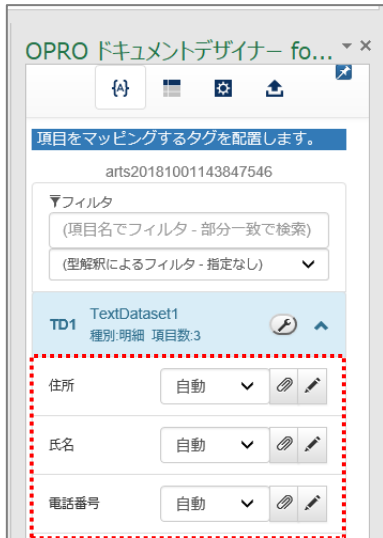 OPRO ドキュメントデザイナー fo...
{A}
項目をマッピングするタグを配置します。
arts20181001143847546
フィルタ
(項目名でフィルタ - 部分一致で検索)
(型解釈によるフィルタ - 指定なし)
TD1 TextDataset1
種別:明細 項目数:3
住所 自動
氏名 自動
電話番号 自動